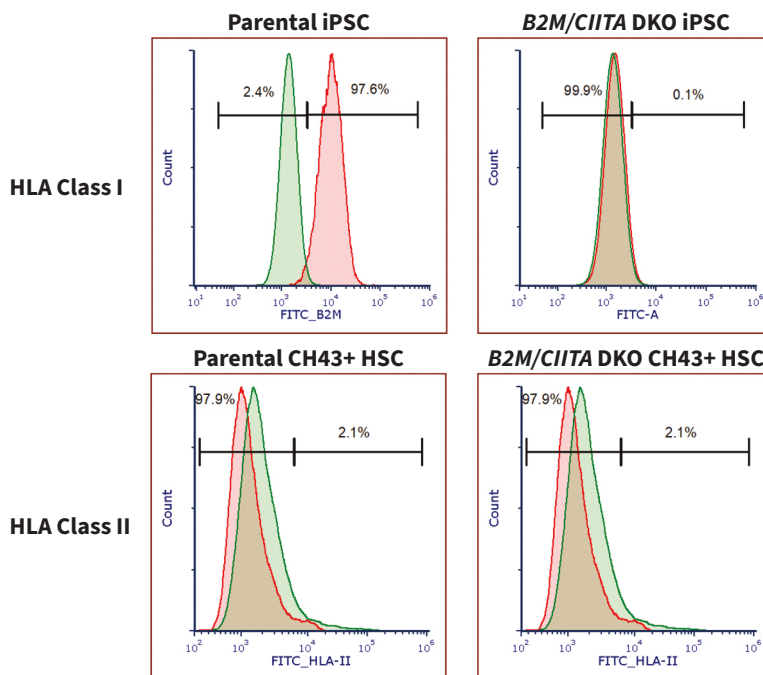 Parental iPSC
B2M/CIITA DKO iPSC
HLA Class I
Count
2.4%
97.6%
10¹ 10² 10³ 10⁴ 10⁵ 10⁶
FITC_B2M
Count
99.9%
0.1%
10¹ 10² 10³ 10⁴ 10⁵ 10⁶
FITC-A
Parental CH43+ HSC
B2M/CIITA DKO CH43+ HSC
HLA Class II
Count
97.9%
2.1%
10² 10³ 10⁴ 10⁵ 10⁶
FITC_HLA-II
Count
97.9%
2.1%
10² 10³ 10⁴ 10⁵ 10⁶
FITC_HLA-II